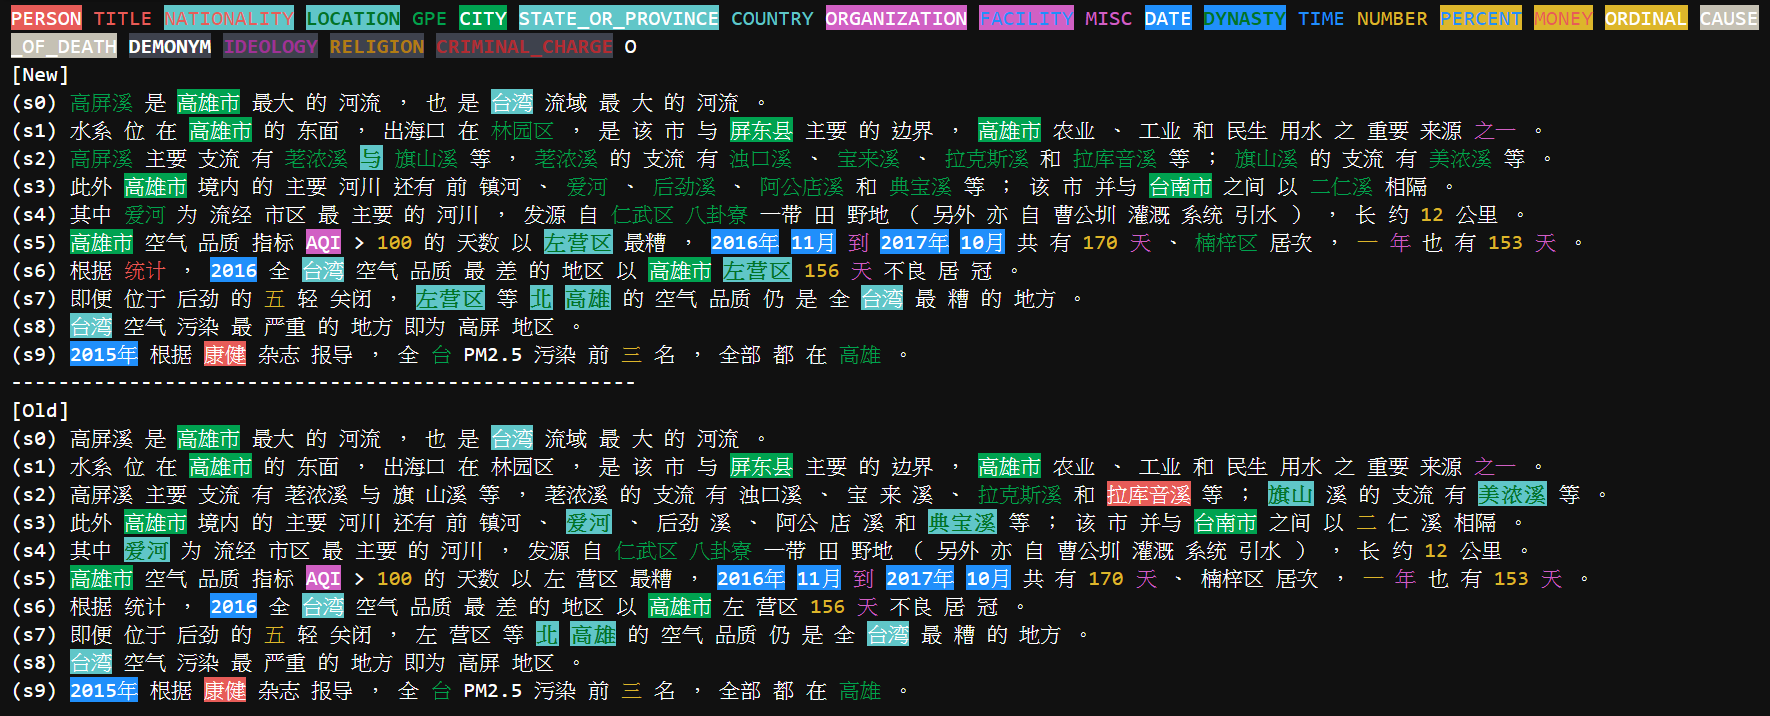 PERSON TITLE NATIONALITY LOCATION GPE CITY STATE_OR_PROVINCE COUNTRY ORGANIZATION FACILITY MISC DATE DYNASTY TIME NUMBER PERCENT MONEY ORDINAL CAUSE
_OF_DEATH DEMONYM IDEOLOGY RELIGION CRIMINAL_CHARGE O
[New]
(s0) 高屏溪 是 高雄市 最大 的 河流 , 也 是 台湾 流域 最 大 的 河流 。
(s1) 水系 位 在 高雄市 的 东面 , 出海口 在 林园区 , 是 该 市 与 屏东县 主要 的 边界 , 高雄市 农业 、 工业 和 民生 用水 之 重要 来源 之一 。
(s2) 高屏溪 主要 支流 有 荖浓溪 与 旗山溪 等 , 荖浓溪 的 支流 有 浊口溪 、 宝来溪 、 拉克斯溪 和 拉库音溪 等 ; 旗山溪 的 支流 有 美浓溪 等 。
(s3) 此外 高雄市 境内 的 主要 河川 还有 前 镇河 、 爱河 、 后劲溪 、 阿公店溪 和 典宝溪 等 ; 该 市 并与 台南市 之间 以 二仁溪 相隔 。
(s4) 其中 爱河 为 流经 市区 最 主要 的 河川 , 发源 自 仁武区 八卦寮 一带 田 野地 ( 另外 亦 自 曹公圳 灌溉 系统 引水 ) , 长 约 12 公里 。
(s5) 高雄市 空气 品质 指标 AQI > 100 的 天数 以 左营区 最糟 , 2016年 11月 到 2017年 10月 共 有 170 天 、 楠梓区 居次 , 一 年 也 有 153 天 。
(s6) 根据 统计 , 2016 全 台湾 空气 品质 最 差 的 地区 以 高雄市 左营区 156 天 不良 居 冠 。
(s7) 即便 位于 后劲 的 五 轻 关闭 , 左营区 等 北 高雄 的 空气 品质 仍 是 全 台湾 最 糟 的 地方 。
(s8) 台湾 空气 污染 最 严重 的 地方 即为 高屏 地区 。
(s9) 2015年 根据 康健 杂志 报导 , 全 台 PM2.5 污染 前 三 名 , 全部 都 在 高雄 。
-----------------------------------------------------
[Old]
(s0) 高屏溪 是 高雄市 最大 的 河流 , 也 是 台湾 流域 最 大 的 河流 。
(s1) 水系 位 在 高雄市 的 东面 , 出海口 在 林园区 , 是 该 市 与 屏东县 主要 的 边界 , 高雄市 农业 、 工业 和 民生 用水 之 重要 来源 之一 。
(s2) 高屏溪 主要 支流 有 荖浓溪 与 旗 山溪 等 , 荖浓溪 的 支流 有 浊口溪 、 宝 来 溪 、 拉克斯溪 和 拉库音溪 等 ; 旗山 溪 的 支流 有 美浓溪 等 。
(s3) 此外 高雄市 境内 的 主要 河川 还有 前 镇河 、 爱河 、 后劲 溪 、 阿公 店 溪 和 典宝溪 等 ; 该 市 并与 台南市 之间 以 二 仁 溪 相隔 。
(s4) 其中 爱河 为 流经 市区 最 主要 的 河川 , 发源 自 仁武区 八卦寮 一带 田 野地 ( 另外 亦 自 曹公圳 灌溉 系统 引水 ) , 长 约 12 公里 。
(s5) 高雄市 空气 品质 指标 AQI > 100 的 天数 以 左 营区 最糟 , 2016年 11月 到 2017年 10月 共 有 170 天 、 楠梓区 居次 , 一 年 也 有 153 天 。
(s6) 根据 统计 , 2016 全 台湾 空气 品质 最 差 的 地区 以 高雄市 左 营区 156 天 不良 居 冠 。
(s7) 即便 位于 后劲 的 五 轻 关闭 , 左 营区 等 北 高雄 的 空气 品质 仍 是 全 台湾 最 糟 的 地方 。
(s8) 台湾 空气 污染 最 严重 的 地方 即为 高屏 地区 。
(s9) 2015年 根据 康健 杂志 报导 , 全 台 PM2.5 污染 前 三 名 , 全部 都 在 高雄 。